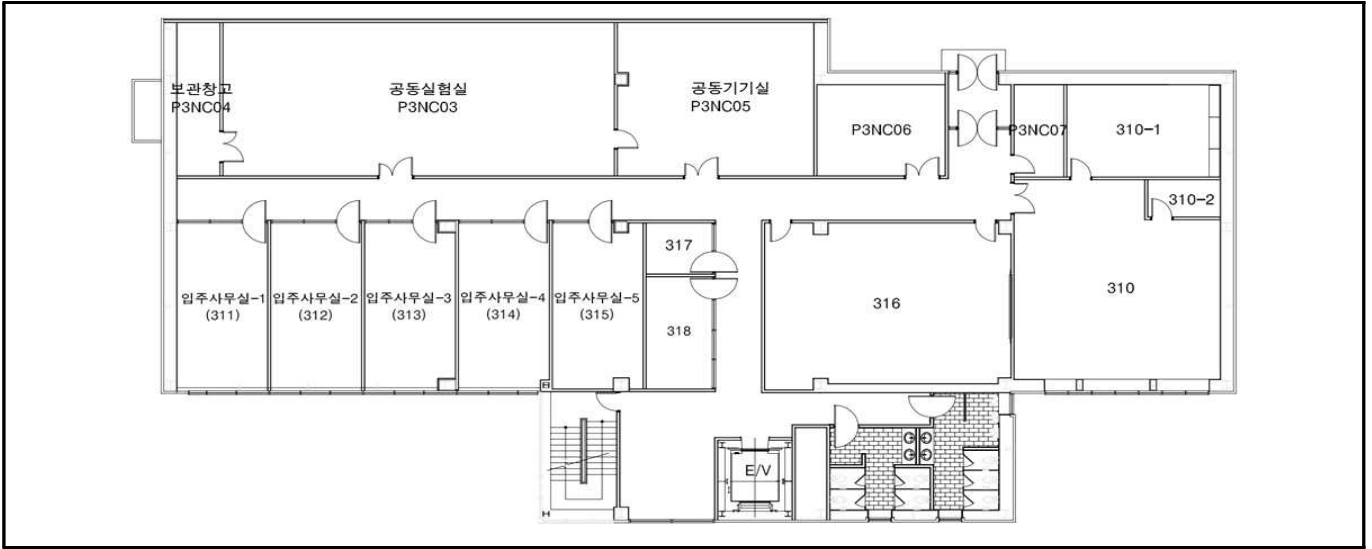 보관창고
P3NC04
공동실험실
P3NC03
공동기기실
P3NC05
P3NC06
P3NC07
310-1
310-2
317
입주사무실-1
(311)
입주사무실-2
(312)
입주사무실-3
(313)
입주사무실-4
(314)
입주사무실-5
(315)
318
316
310
E/V